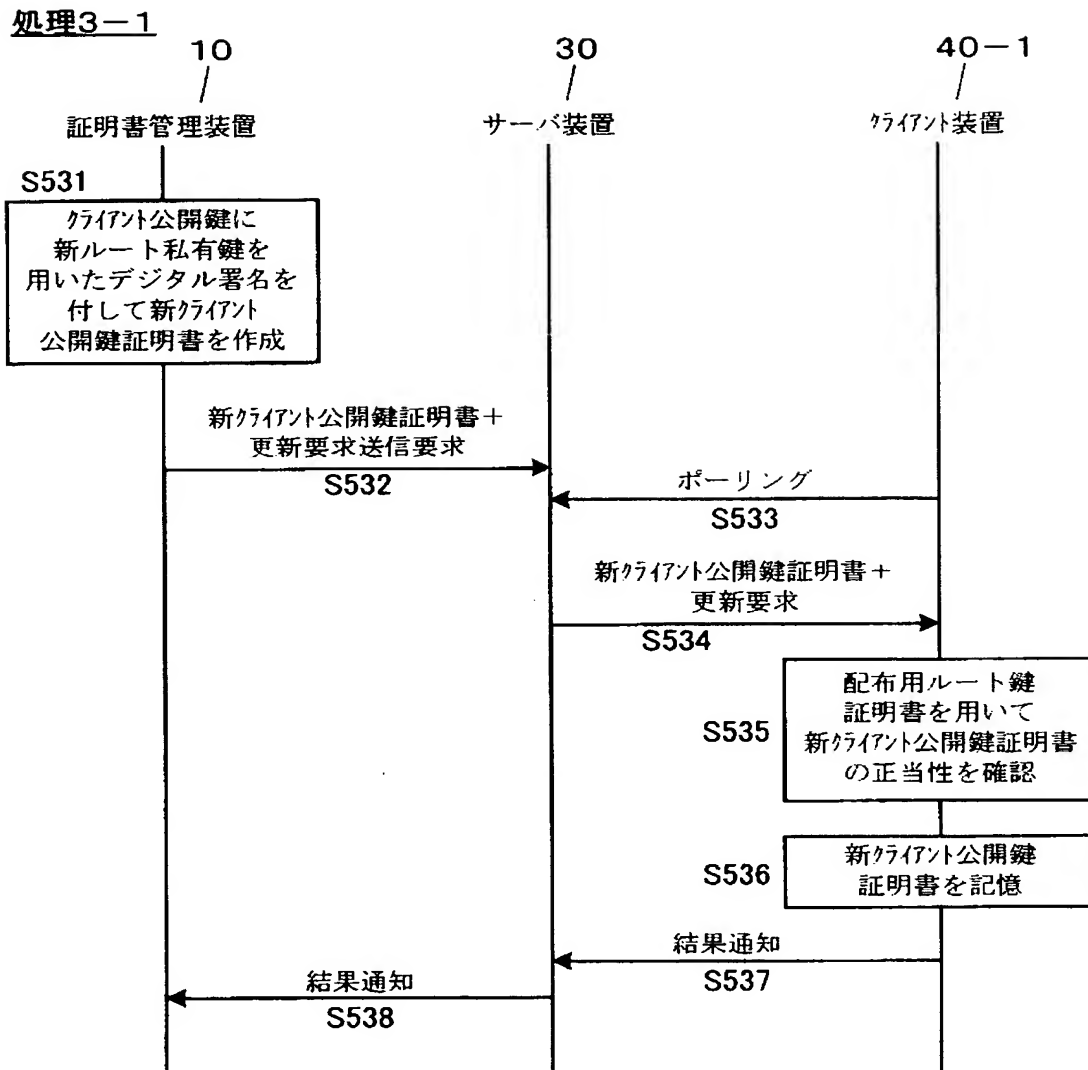 処理3-1
10
30
40-1
証明書管理装置
サーバ装置
クライアント装置
S531
クライアント公開鍵に
新ルート私有鍵を
用いたデジタル署名を
付して新クライアント
公開鍵証明書を作成
新クライアント公開鍵証明書+
更新要求送信要求
S532
ポーリング
S533
新クライアント公開鍵証明書+
更新要求
S534
S535
配布用ルート鍵
証明書を用いて
新クライアント公開鍵証明書
の正当性を確認
S536
新クライアント公開鍵
証明書を記憶
結果通知
S537
結果通知
S538